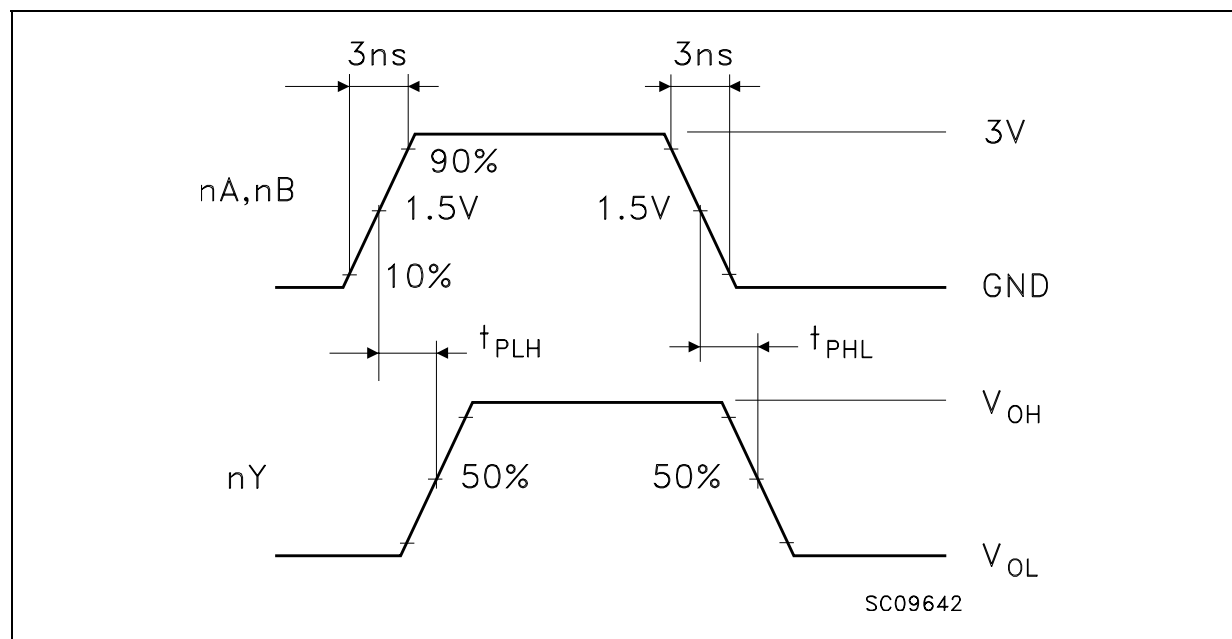 3ns 3ns
3V
90%
nA,nB 1.5V 1.5V
10% GND
tPLH tPHL
VOH
nY 50% 50%
VOL
SC09642